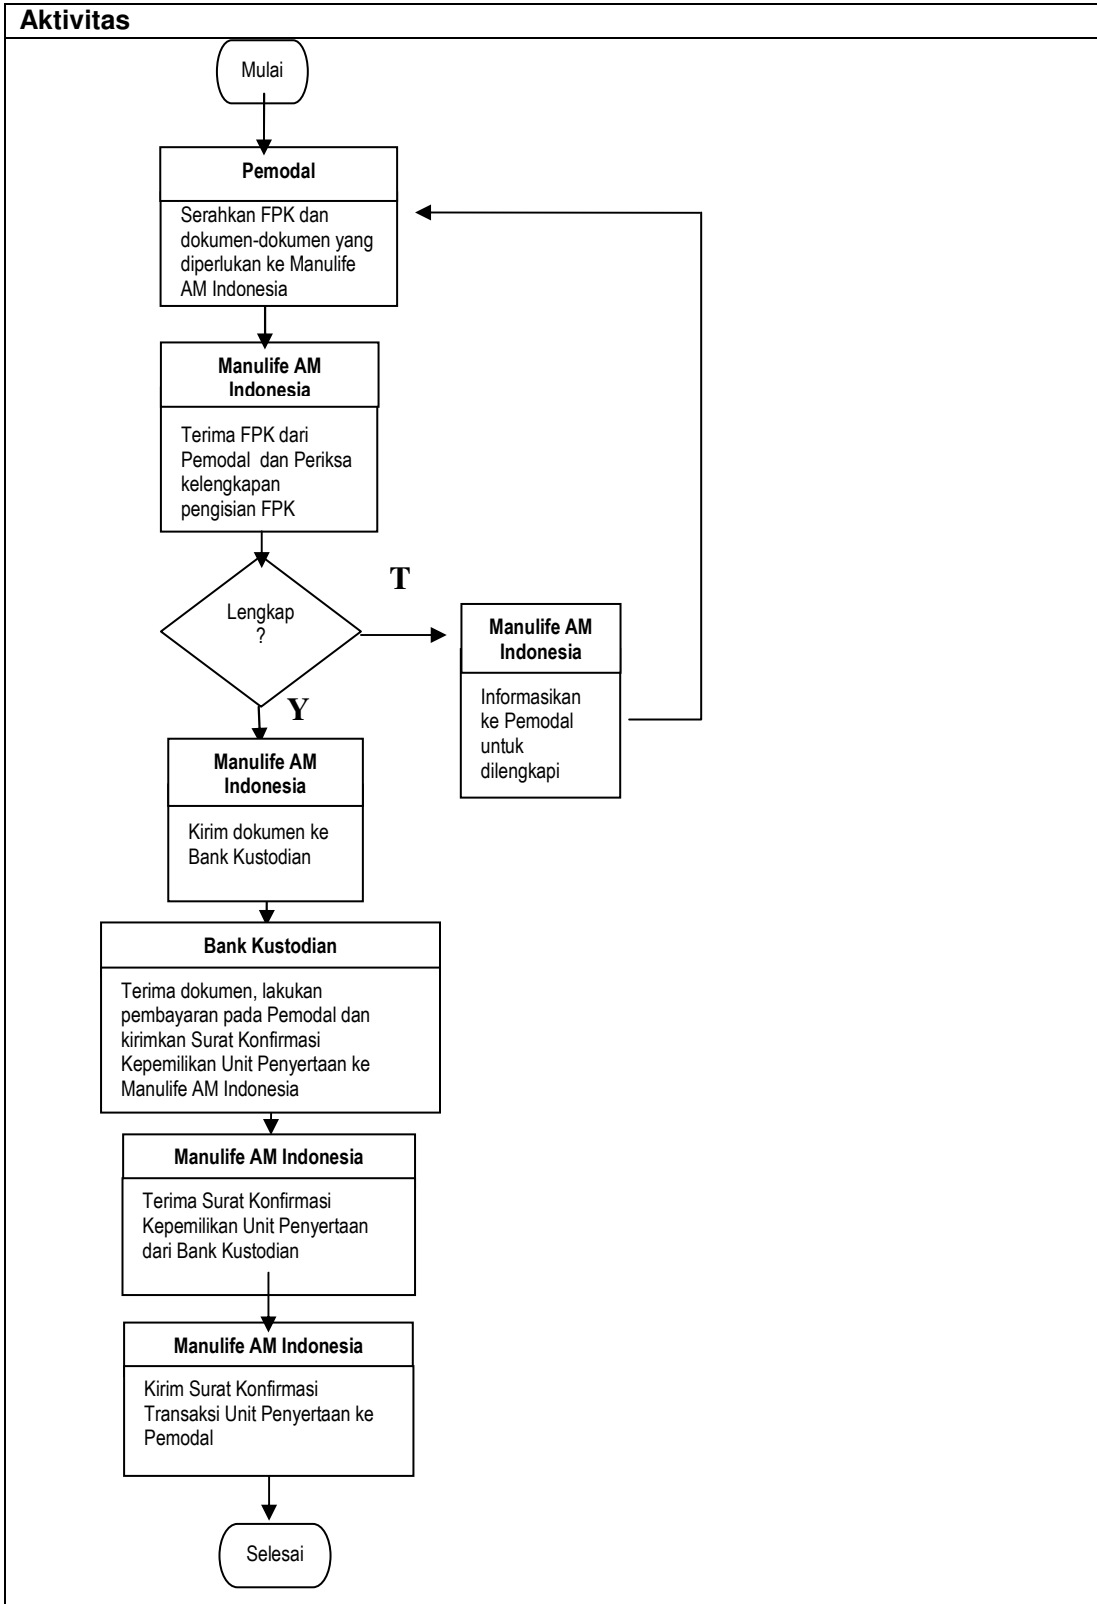 Aktivitas
Mulai
Pemodal
Serahkan FPK dan
dokumen-dokumen yang
diperlukan ke Manulife
AM Indonesia
Manulife AM
Indonesia
Terima FPK dari
Pemodal dan Periksa
kelengkapan
pengisian FPK
Lengkap
?
T
Manulife AM
Indonesia
Informasikan
ke Pemodal
untuk
dilengkapi
Y
Manulife AM
Indonesia
Kirim dokumen ke
Bank Kustodian
Bank Kustodian
Terima dokumen, lakukan
pembayaran pada Pemodal dan
kirimkan Surat Konfirmasi
Kepemilikan Unit Penyertaan ke
Manulife AM Indonesia
Manulife AM Indonesia
Terima Surat Konfirmasi
Kepemilikan Unit Penyertaan
dari Bank Kustodian
Manulife AM Indonesia
Kirim Surat Konfirmasi
Transaksi Unit Penyertaan ke
Pemodal
Selesai